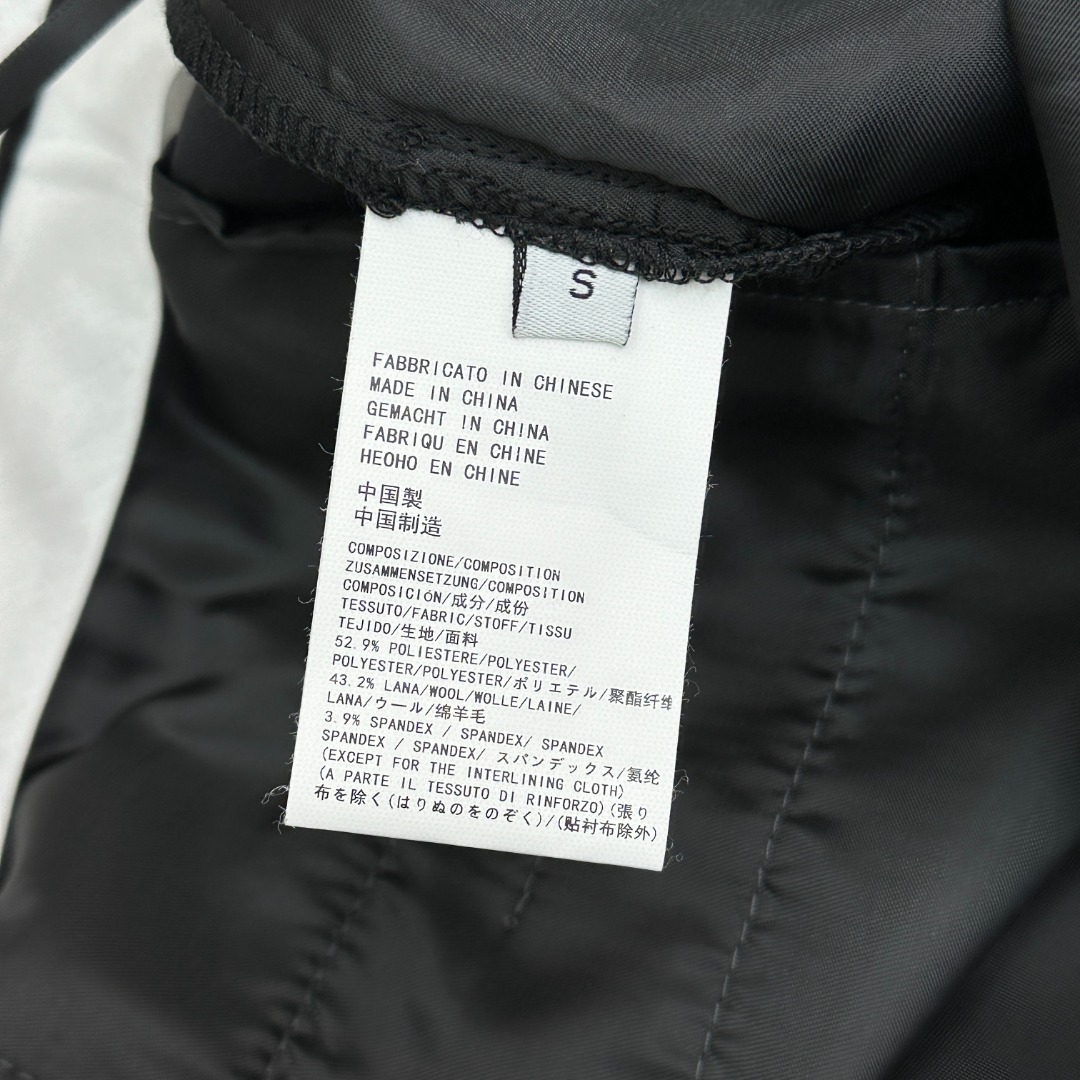 S
FABBRICATO IN CHINESE
MADE IN CHINA
GEMACHT IN CHINA
FABRIQU EN CHINE
HEOHO EN CHINE
中国製
中国制造
COMPOSIZIONE/COMPOSITION
ZUSAMMENSETZUNG/COMPOSITION
COMPOSICIóN/成分/成份
TESSUTO/FABRIC/STOFF/TISSU
TEJIDO/生地/面料
52.9% POLIESTERE/POLYESTER/
POLYESTER/POLYESTER/ポリエテル/聚酯纤维
43.2% LANA/WOOL/WOLLE/LAINE/
LANA/ウール/绵羊毛
3.9% SPANDEX / SPANDEX/ SPANDEX
SPANDEX / SPANDEX/ スパンデックス/氨纶
(EXCEPT FOR THE INTERLINING CLOTH)
(A PARTE IL TESSUTO DI RINFORZO)(張り
布を除く(はりぬのをのぞく)/(贴衬布除外)